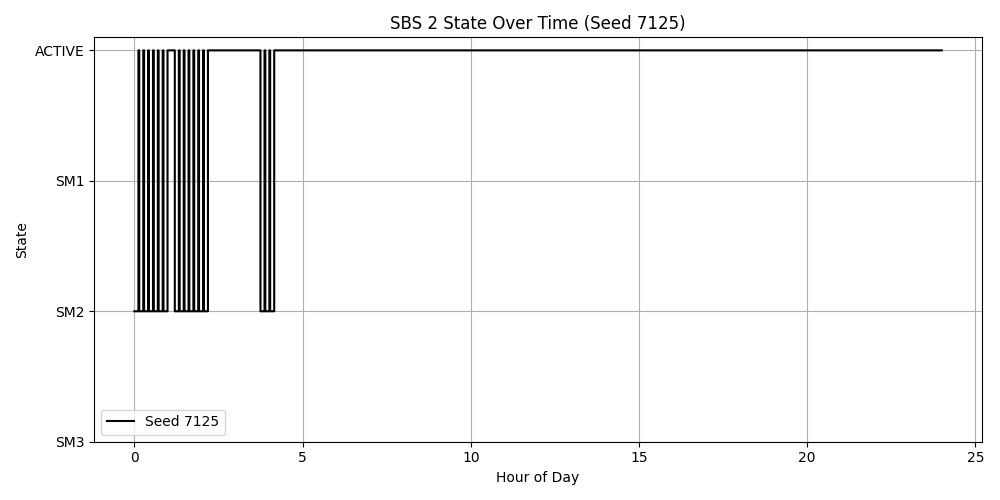 SBS 2 State Over Time (Seed 7125)
ACTIVE
SM1
SM2
SM3
State
Seed 7125
0 5 10 15 20 25
Hour of Day